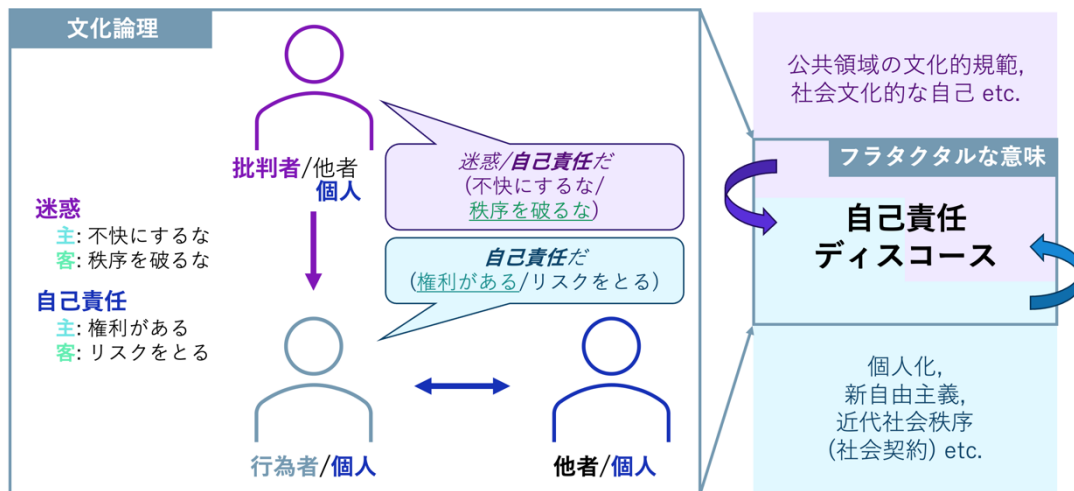 文化論理
批判者/他者
個人
迷惑
主: 不快にするな
客: 秩序を破るな
自己責任
主: 権利がある
客: リスクをとる
迷惑/自己責任だ
(不快にするな/
秩序を破るな)
自己責任だ
(権利がある/リスクをとる)
行為者/個人
他者/個人
公共領域の文化的規範,
社会文化的な自己 etc.
フラタクタルな意味
自己責任
ディスコース
個人化,
新自由主義,
近代社会秩序
(社会契約) etc.